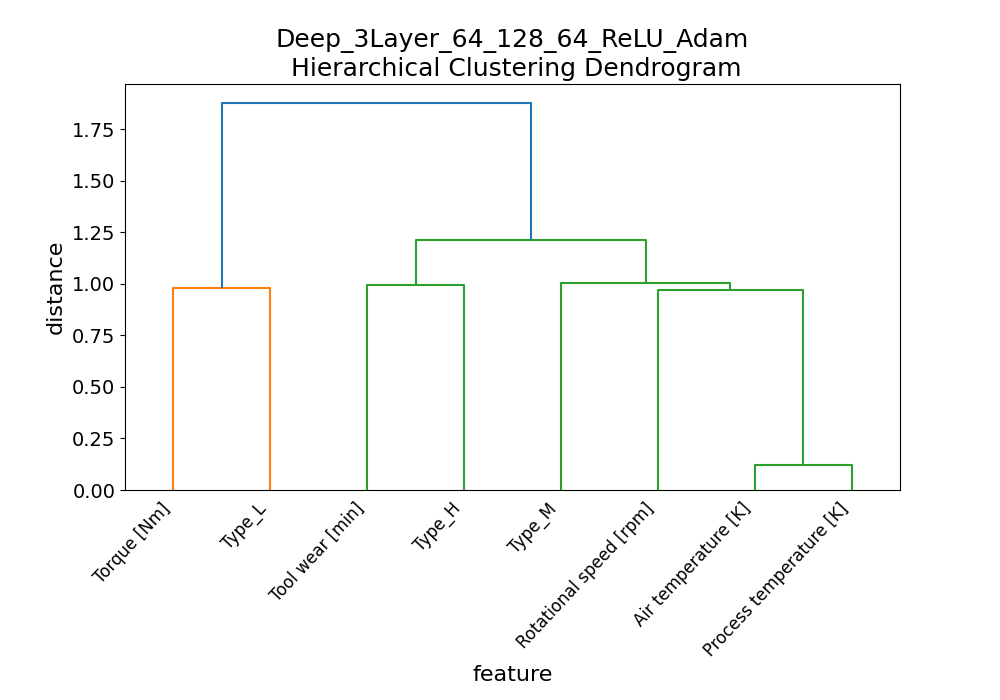 Deep_3Layer_64_128_64_ReLU_Adam
Hierarchical Clustering Dendrogram
distance
1.75
1.50
1.25
1.00
0.75
0.50
0.25
0.00
Torque [Nm]
Type_L
Tool wear [min]
Type_H
Type_M
Rotational speed [rpm]
Air temperature [K]
Process temperature [K]
feature